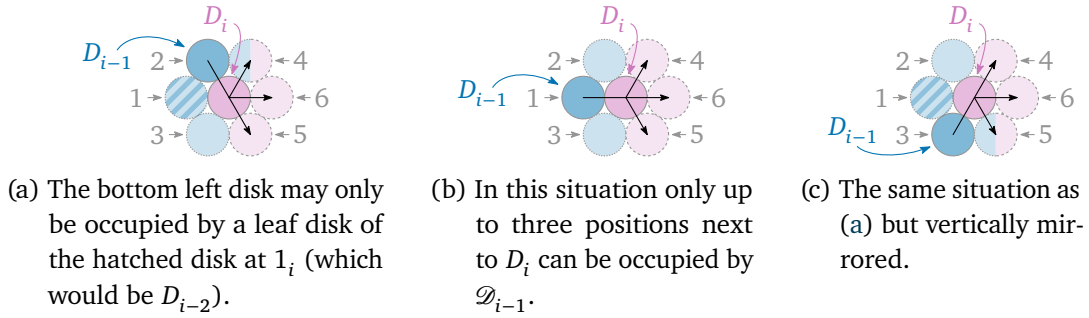 D_i
D_{i−1}
2
4
1
6
3
5
D_i
D_{i−1}
2
4
1
6
3
5
D_i
D_{i−1}
2
4
1
6
3
5
(a) The bottom left disk may only
be occupied by a leaf disk of
the hatched disk at 1_i (which
would be D_{i−2}).
(b) In this situation only up
to three positions next
to D_i can be occupied by
𝒟_{i−1}.
(c) The same situation as
(a) but vertically mir-
rored.